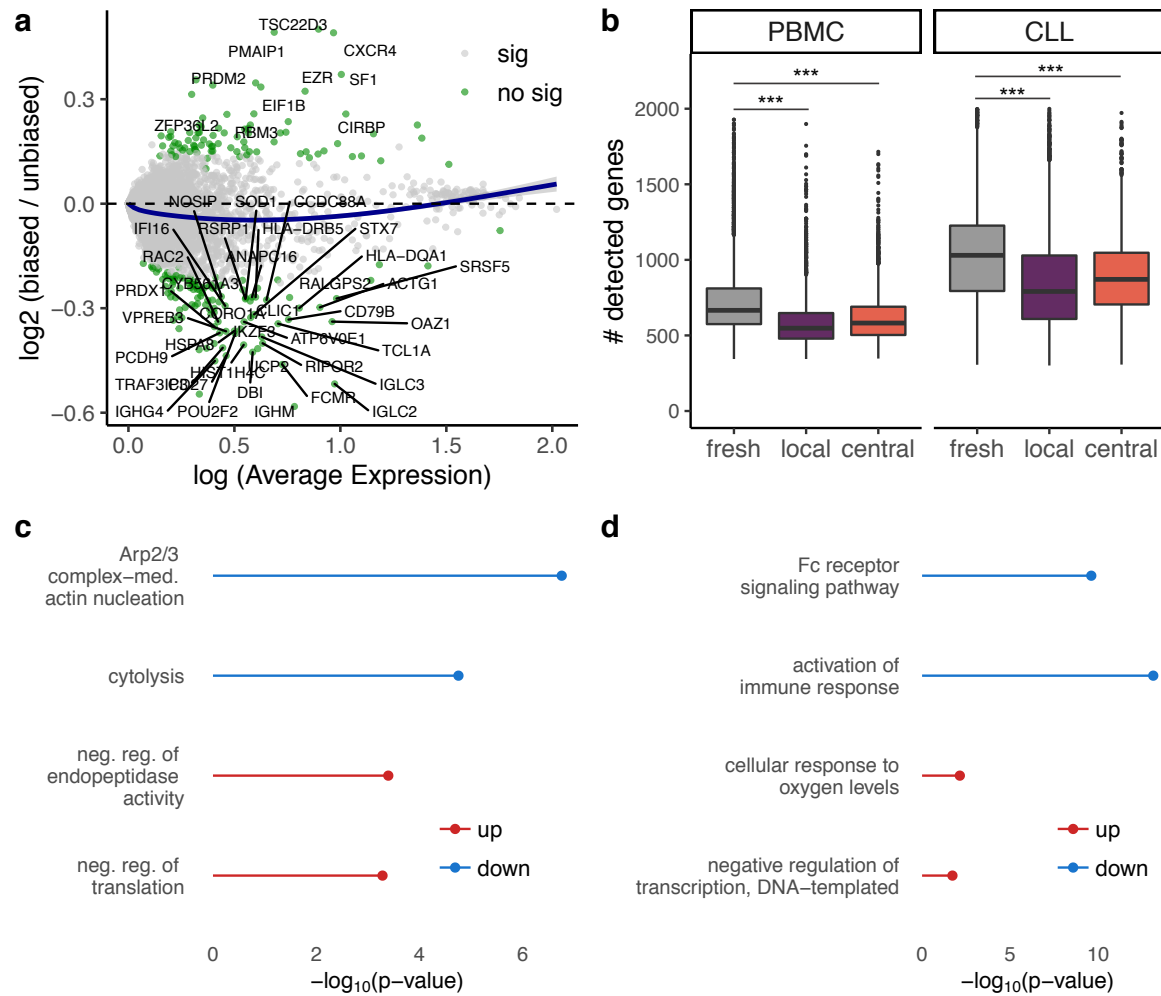 a
TSC22D3
PMAIP1
CXCR4
PRDM2
EZR
SF1
EIF1B
ZFP36L2
RBM3
CIRBP
sig
no sig
0.3
0.0
−0.3
−0.6
NOSIP
SOD1
CCDC88A
IFI16
RSRP1
HLA−DRB5
STX7
RAC2
ANAPC16
HLA−DQA1
SRSF5
CYB561A3
RALGPS2
ACTG1
PRDX1
CORO1A
CLIC1
CD79B
VPREB3
OAZ1
IKZF3
ATP6V0E1
HSPA8
TCL1A
PCDH9
HIST1H4C
UCP2
RIPOR2
TRAF3IP3
CD27
DBI
IGLC3
FCMR
IGHG4
POU2F2
IGHM
IGLC2
0.0
0.5
1.0
1.5
2.0
log (Average Expression)
log2 (biased / unbiased)
b
PBMC
CLL
***
***
***
***
2000
1500
1000
500
0
# detected genes
fresh
local
central
fresh
local
central
c
Arp2/3
complex−med.
actin nucleation
cytolysis
neg. reg. of
endopeptidase
activity
neg. reg. of
translation
up
down
0
2
4
6
−log10(p−value)
d
Fc receptor
signaling pathway
activation of
immune response
cellular response to
oxygen levels
negative regulation of
transcription, DNA−templated
up
down
0
5
10
−log10(p−value)